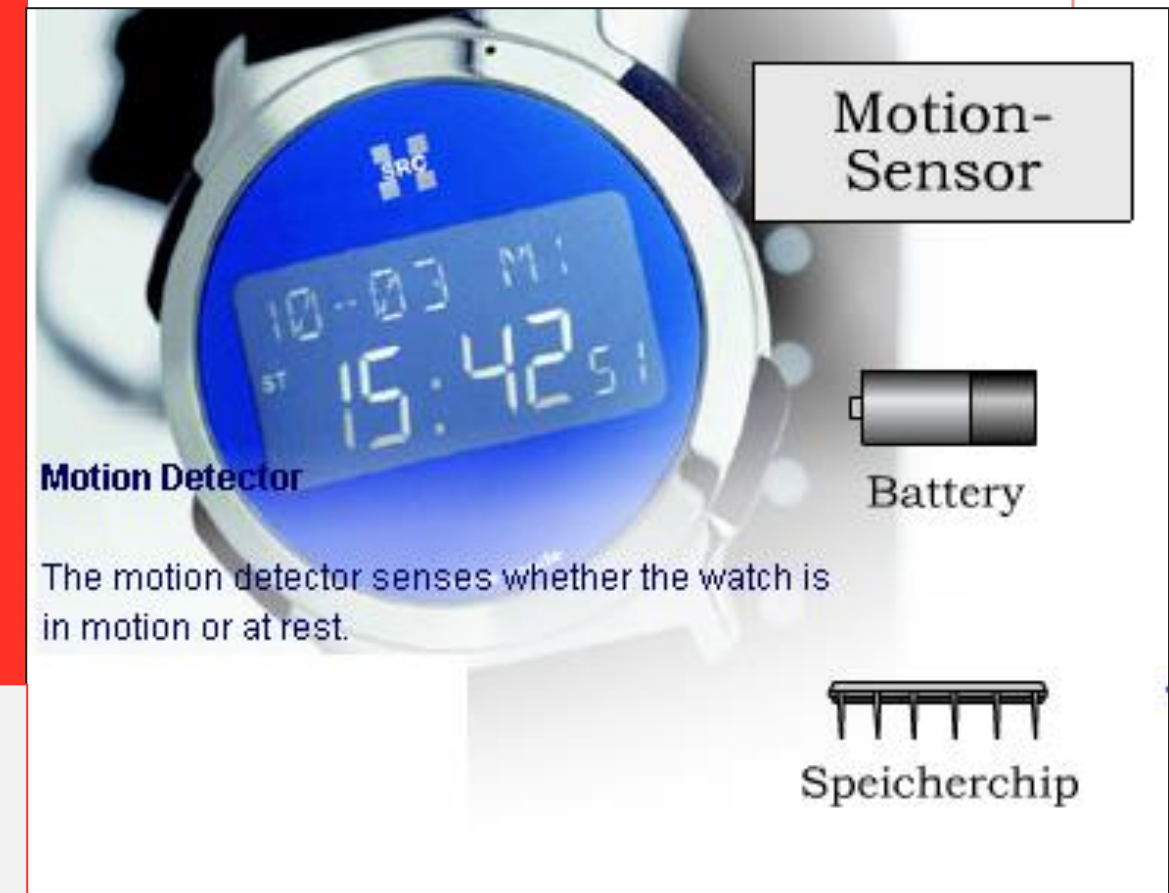 Motion-
Sensor
SRC
10--03 MI
ST 15:42 51
Battery
Motion Detector
The motion detector senses whether the watch is
in motion or at rest.
Speicherchip